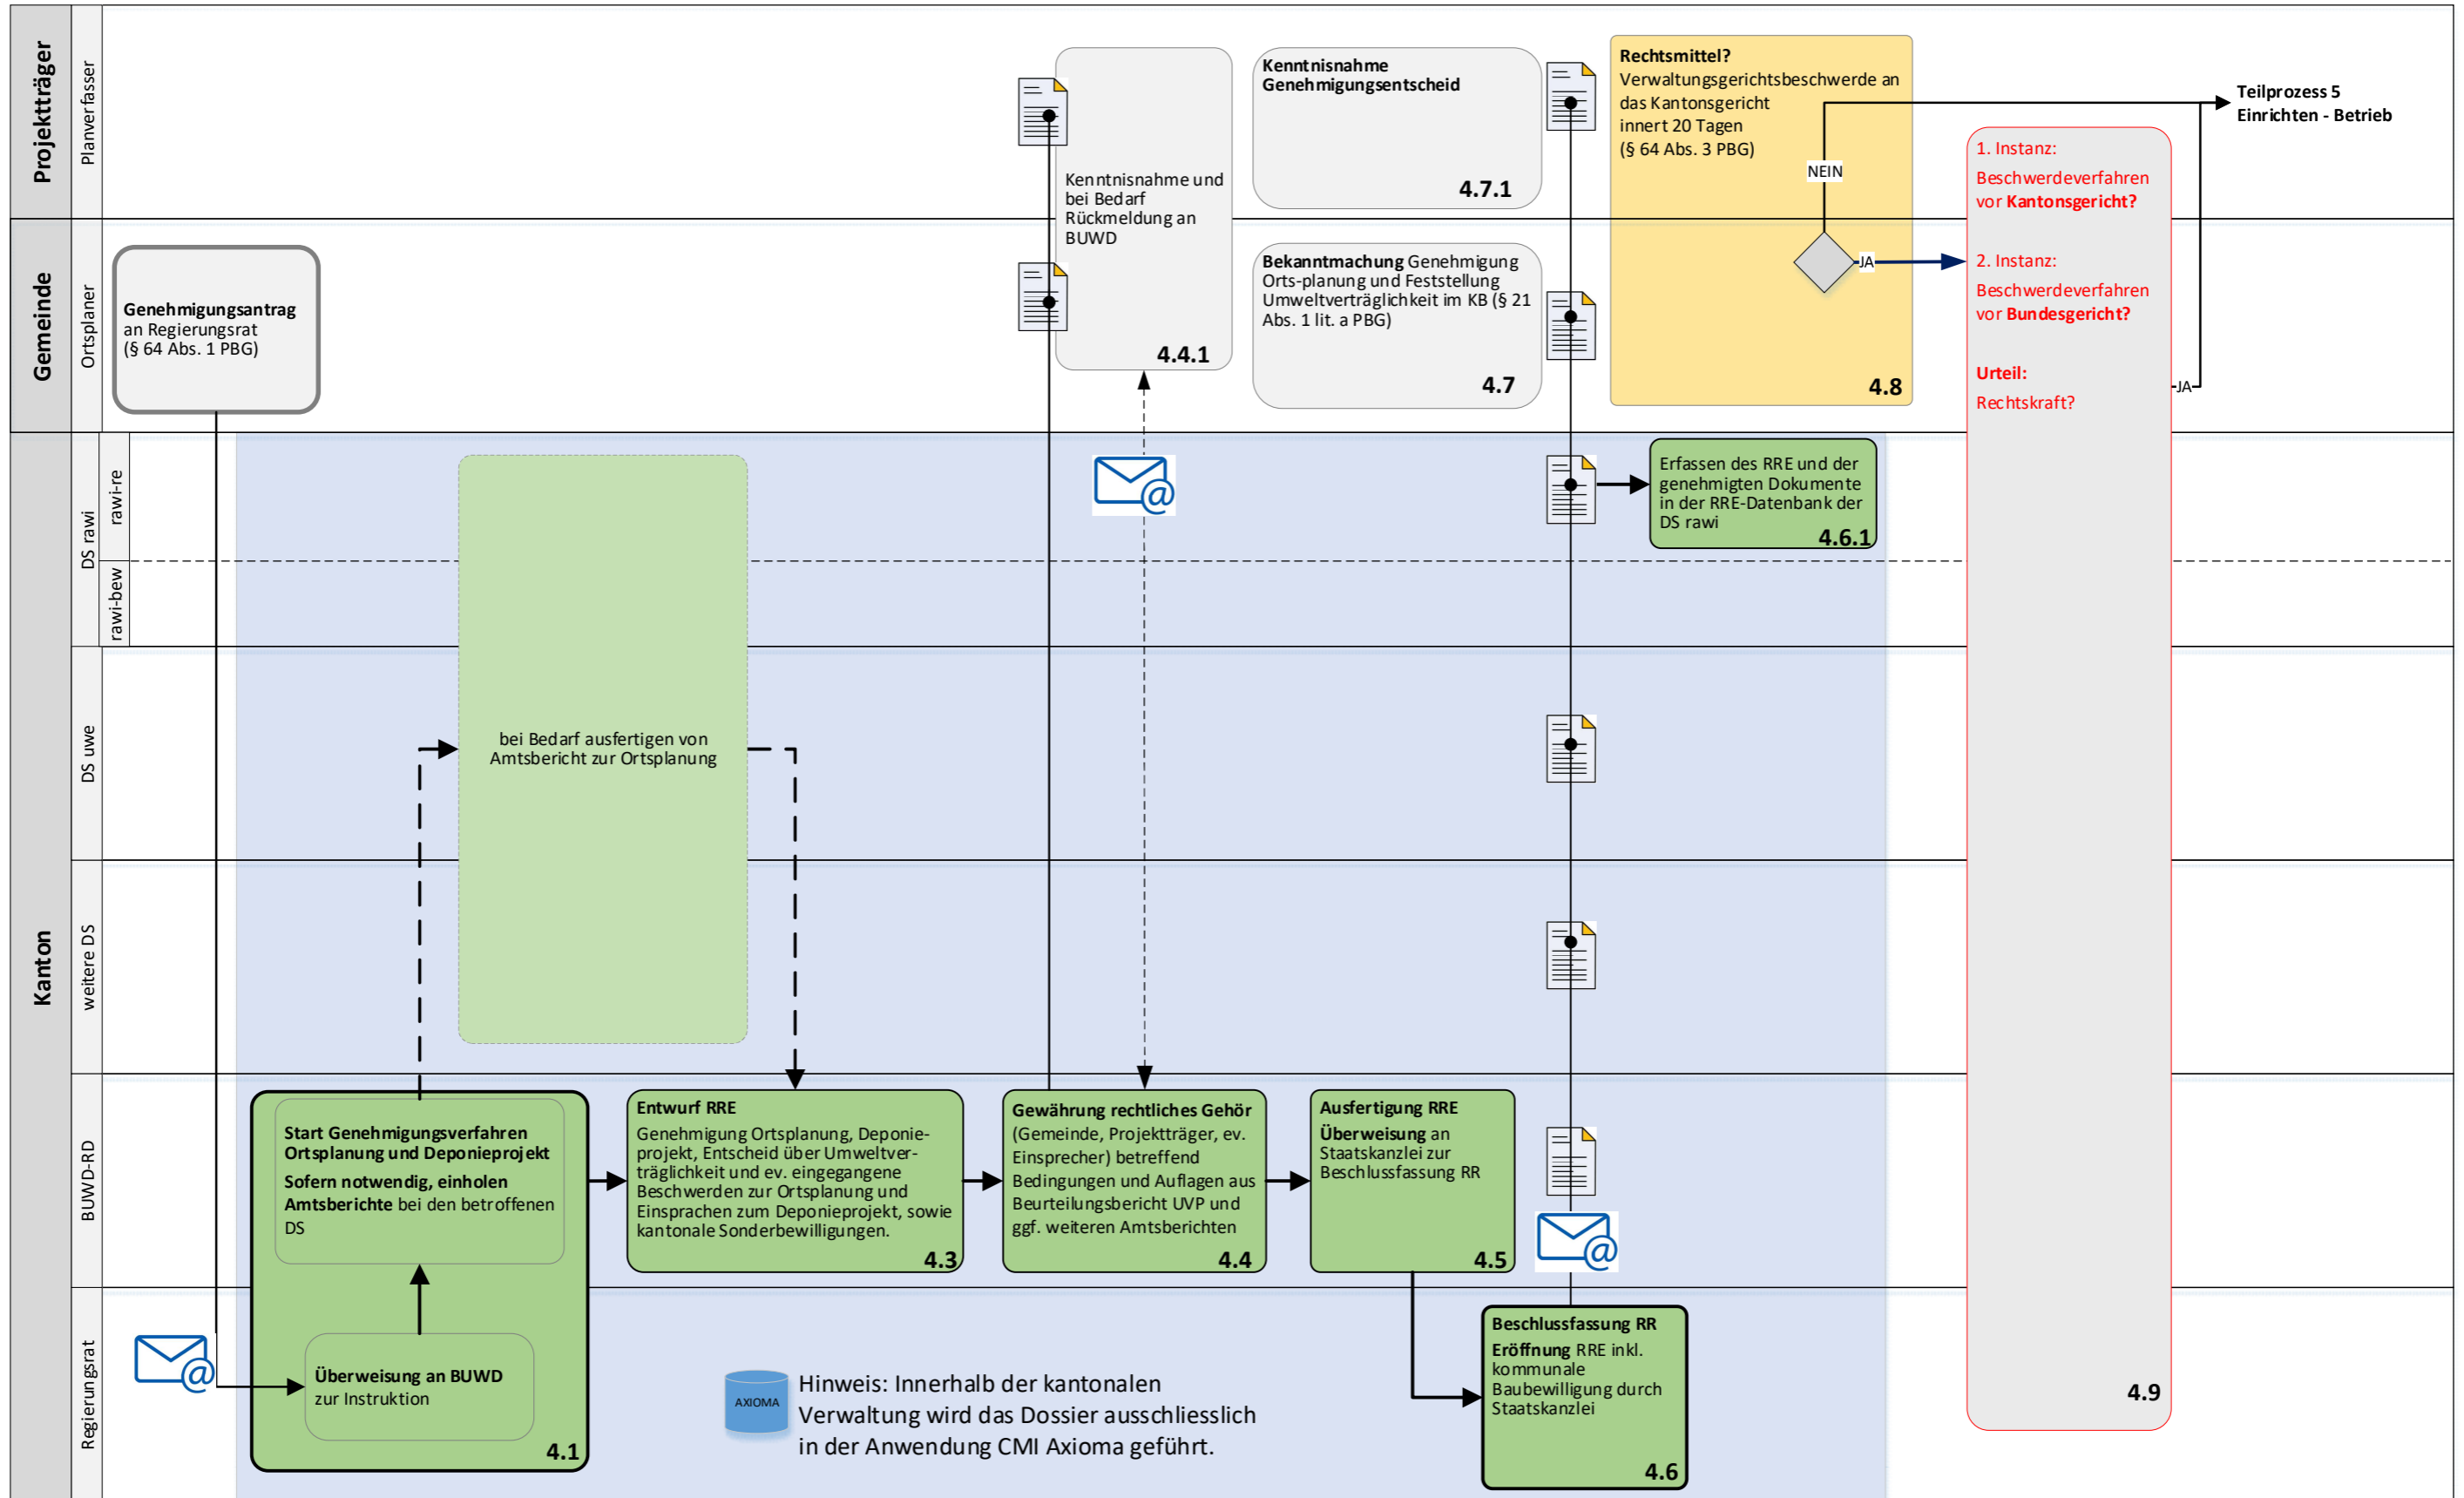 Projektträger
Planverfasser
Kenntnisnahme und
bei Bedarf
Rückmeldung an
BUWD
4.4.1
Kenntnisnahme
Genehmigungsentscheid
4.7.1
Rechtsmittel?
Verwaltungsgerichtsbeschwerde an
das Kantonsgericht
innert 20 Tagen
(§ 64 Abs. 3 PBG)
NEIN
JA
4.8
1. Instanz:
Beschwerdeverfahren
vor Kantonsgericht?
2. Instanz:
Beschwerdeverfahren
vor Bundesgericht?
Urteil:
Rechtskraft?
4.9
JA
Teilprozess 5
Einrichten - Betrieb
Gemeinde
Ortsplaner
Genehmigungsantrag
an Regierungsrat
(§ 64 Abs. 1 PBG)
Bekanntmachung Genehmigung
Orts-planung und Feststellung
Umweltverträglichkeit im KB (§ 21
Abs. 1 lit. a PBG)
4.7
Kanton
DS rawi
rawi-re
rawi-bew
Erfassen des RRE und der
genehmigten Dokumente
in der RRE-Datenbank der
DS rawi
4.6.1
DS uwe
bei Bedarf ausfertigen von
Amtsbericht zur Ortsplanung
weitere DS
BUWD-RD
Start Genehmigungsverfahren
Ortsplanung und Deponieprojekt
Sofern notwendig, einholen
Amtsberichte bei den betroffenen
DS
Entwurf RRE
Genehmigung Ortsplanung, Deponie-
projekt, Entscheid über Umweltver-
träglichkeit und ev. eingegangene
Beschwerden zur Ortsplanung und
Einsprachen zum Deponieprojekt, sowie
kantonale Sonderbewilligungen.
4.3
Gewährung rechtliches Gehör
(Gemeinde, Projektträger, ev.
Einsprecher) betreffend
Bedingungen und Auflagen aus
Beurteilungsbericht UVP und
ggf. weiteren Amtsberichten
4.4
Ausfertigung RRE
Überweisung an
Staatskanzlei zur
Beschlussfassung RR
4.5
Regierungsrat
Überweisung an BUWD
zur Instruktion
4.1
AXIOMA
Hinweis: Innerhalb der kantonalen
Verwaltung wird das Dossier ausschliesslich
in der Anwendung CMI Axioma geführt.
Beschlussfassung RR
Eröffnung RRE inkl.
kommunale
Baubewilligung durch
Staatskanzlei
4.6